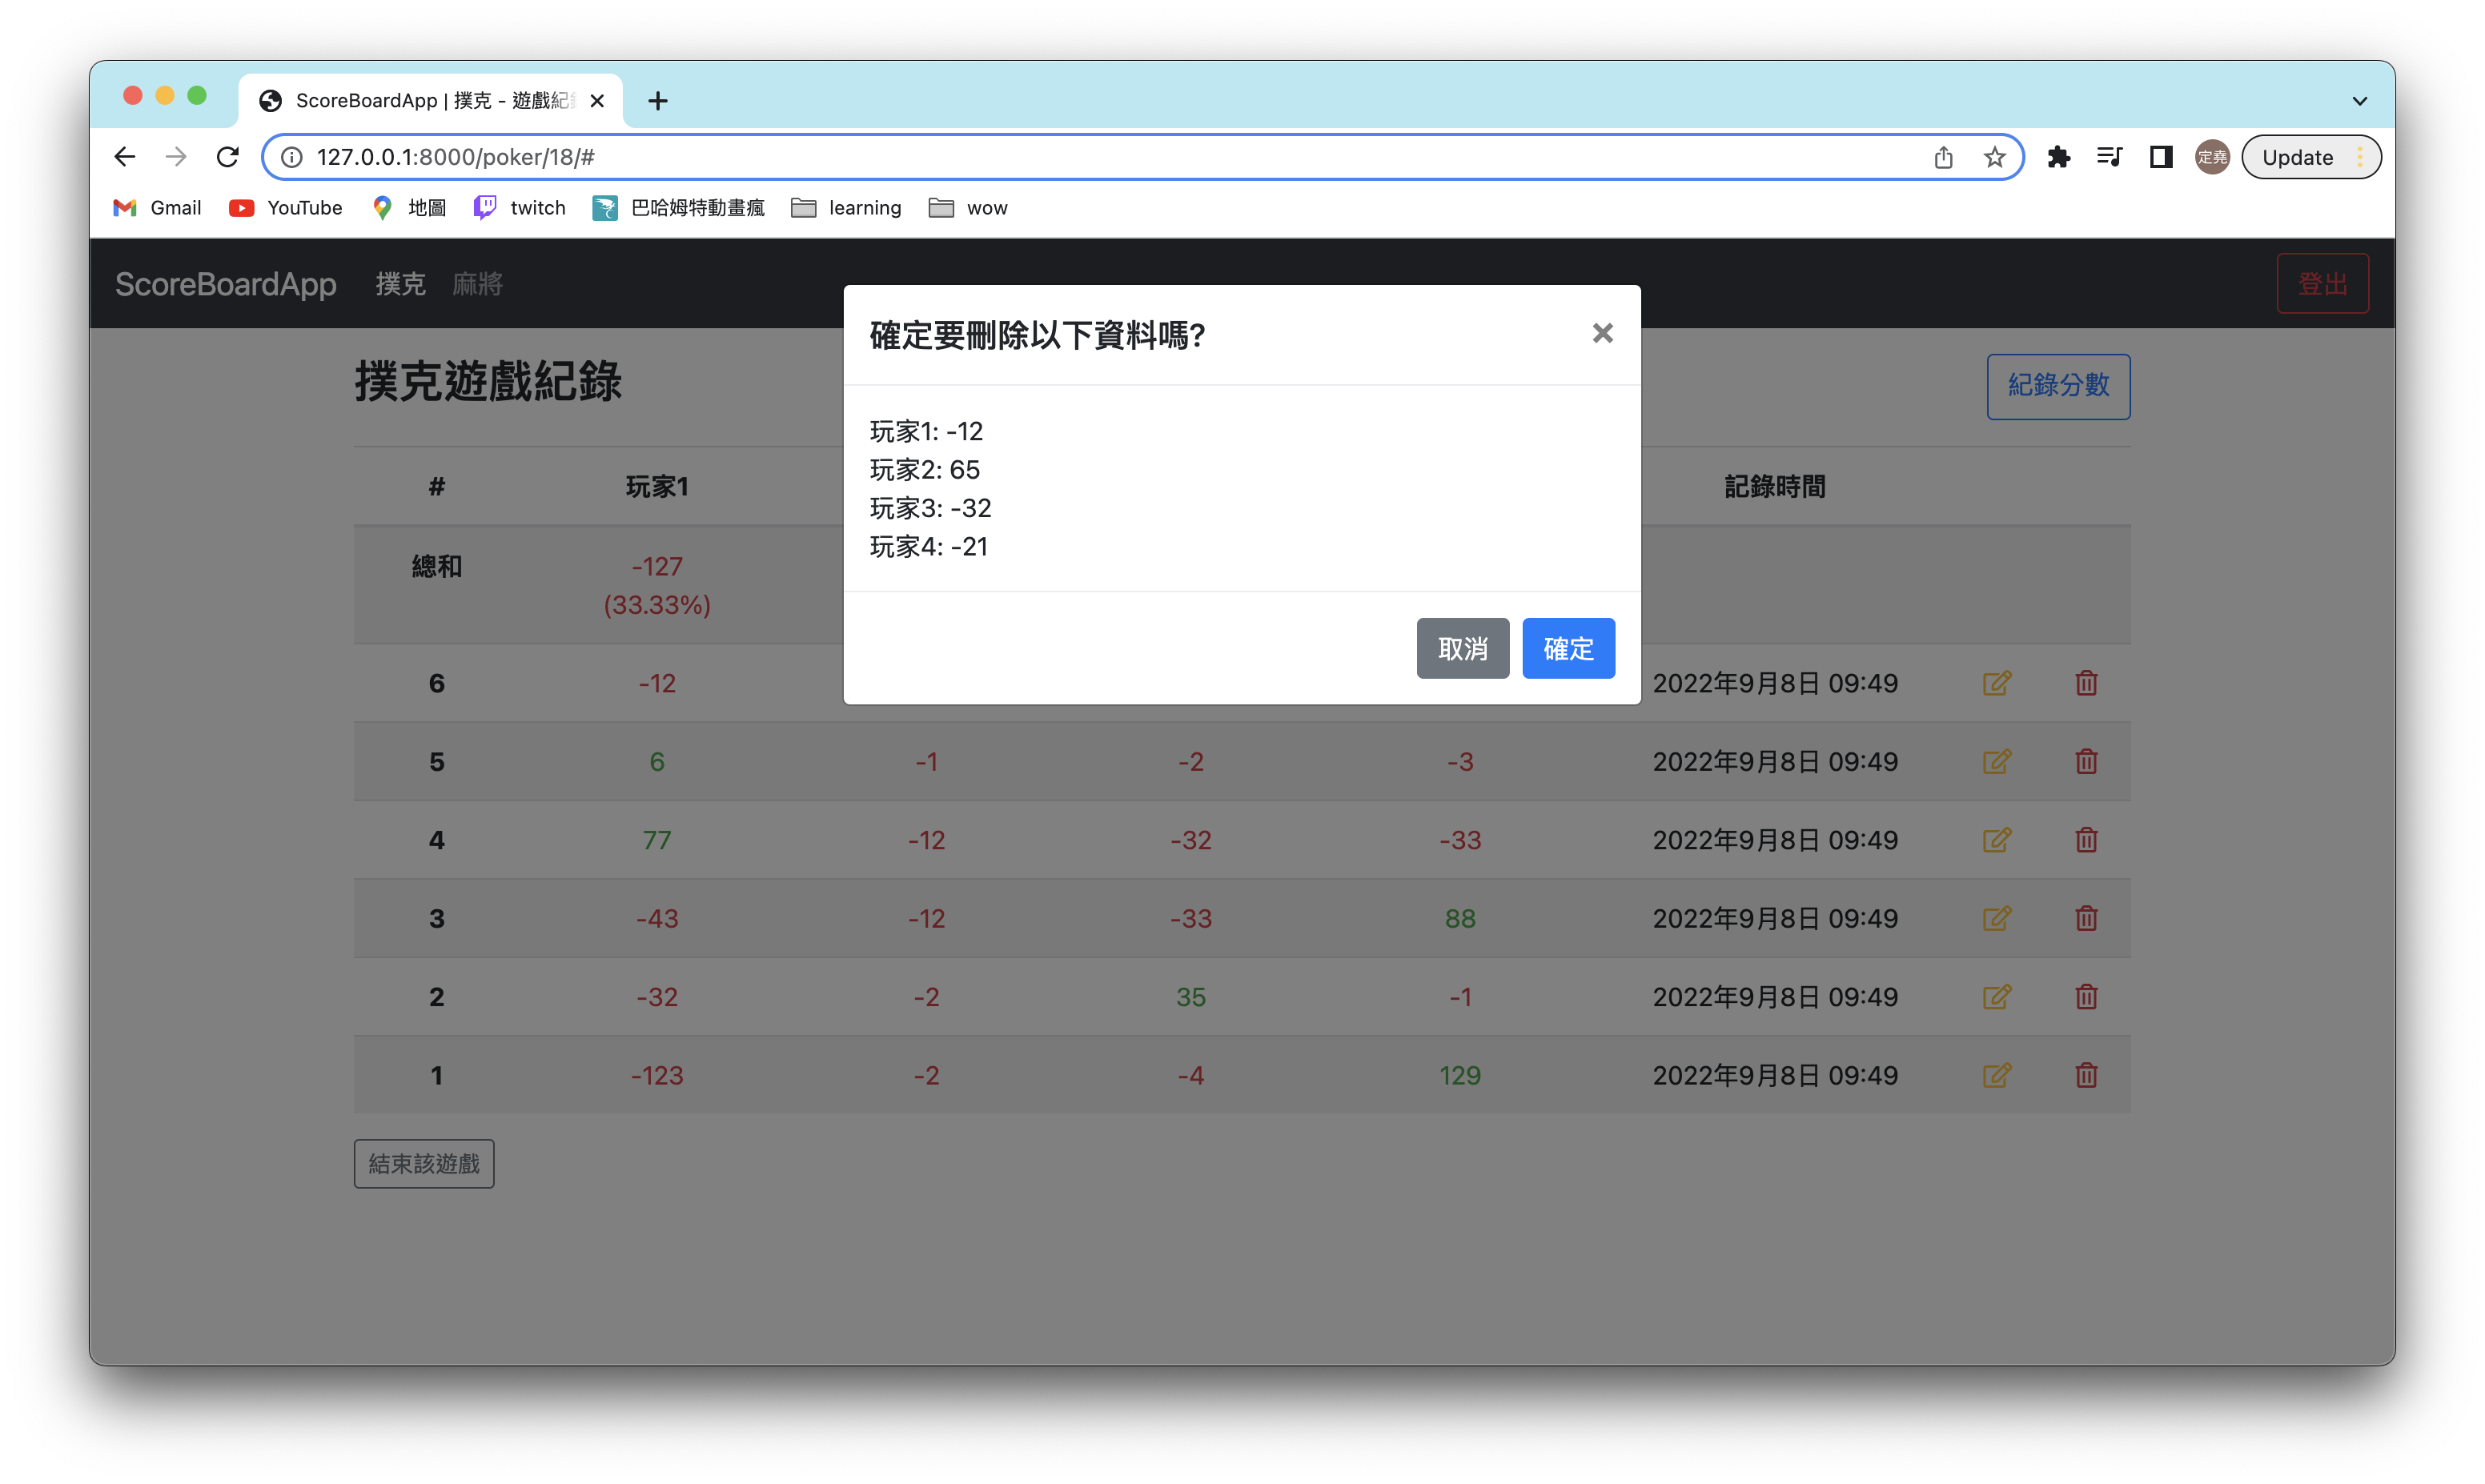 ScoreBoardApp | 撲克 - 遊戲紀
127.0.0.1:8000/poker/18/#
定堯
Update
Gmail YouTube 地圖 twitch 巴哈姆特動畫瘋 learning wow
ScoreBoardApp 撲克 麻將 登出
確定要刪除以下資料嗎?
玩家1: -12
玩家2: 65
玩家3: -32
玩家4: -21
取消 確定
撲克遊戲紀錄 紀錄分數
# 玩家1 記錄時間
總和 -127
(33.33%)
6 -12 2022年9月8日 09:49
5 6 -1 -2 -3 2022年9月8日 09:49
4 77 -12 -32 -33 2022年9月8日 09:49
3 -43 -12 -33 88 2022年9月8日 09:49
2 -32 -2 35 -1 2022年9月8日 09:49
1 -123 -2 -4 129 2022年9月8日 09:49
結束該遊戲